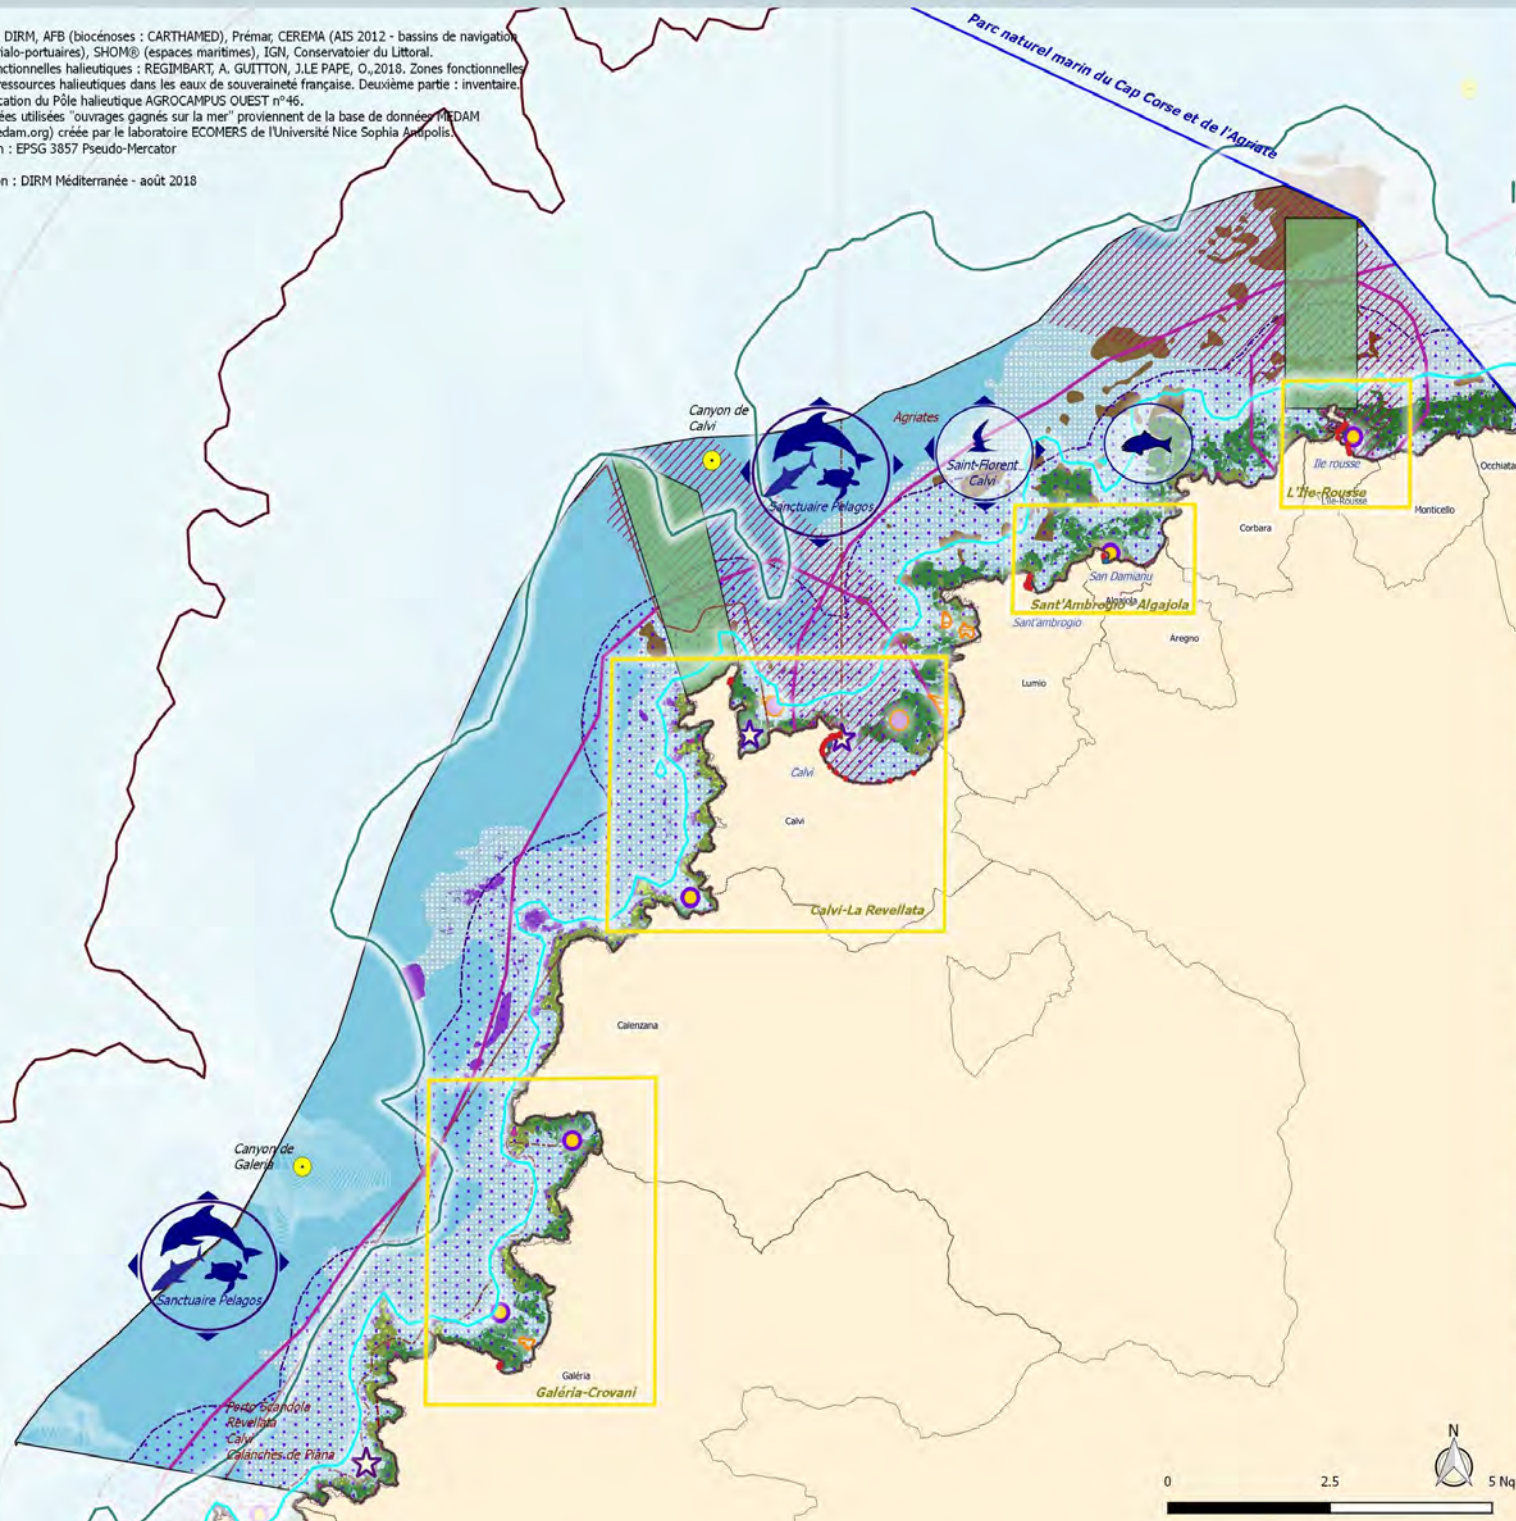 DIRM, AFB (biocénoses : CARTHAMED), Prémar, CEREMA (AIS 2012 - bassins de navigation
ialo-portuaires), SHOM® (espaces maritimes), IGN, Conservatoier du Littoral.
nctionnelles halieutiques : REGIMBART, A. GUITTON, J.LE PAPE, O.,2018. Zones fonctionnelles
ressources halieutiques dans les eaux de souveraineté française. Deuxième partie : inventaire.
cation du Pôle halieutique AGROCAMPUS OUEST n°46.
ées utilisées "ouvrages gagnés sur la mer" proviennent de la base de données MEDAM
edam.org) créée par le laboratoire ECOMERS de l'Université Nice Sophia Antipolis.
n : EPSG 3857 Pseudo-Mercator
on : DIRM Méditerranée - août 2018
Parc naturel marin du Cap Corse et de l'Agriate
Canyon de
Calvi
Agriates
Saint-Florent
Calvi
Sanctuaire Pelagos
Ile rousse
L'Ile-Rousse
L'Île-Rousse
Occhiata
Monticello
Corbara
San Damianu
Algajola
Sant'Ambrogio - Algajola
Sant'ambrogio
Aregno
Lumio
Calvi
Calvi
Calvi-La Revellata
Calenzana
Canyon de
Galeria
Sanctuaire Pelagos
Galéria
Galéria-Crovani
Porto Scandola
Revellata
Calvi
Calanches de Piana
N
0 2.5 5 Nq